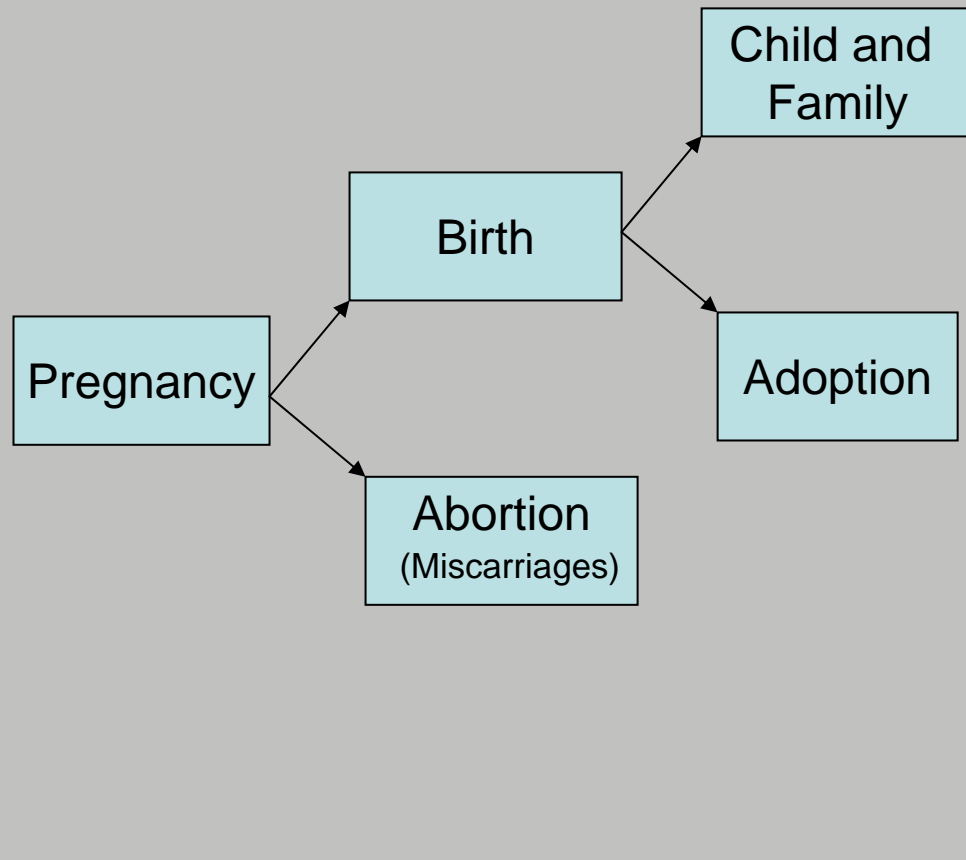 Child and
Family
Birth
Adoption
Pregnancy
Abortion
(Miscarriages)